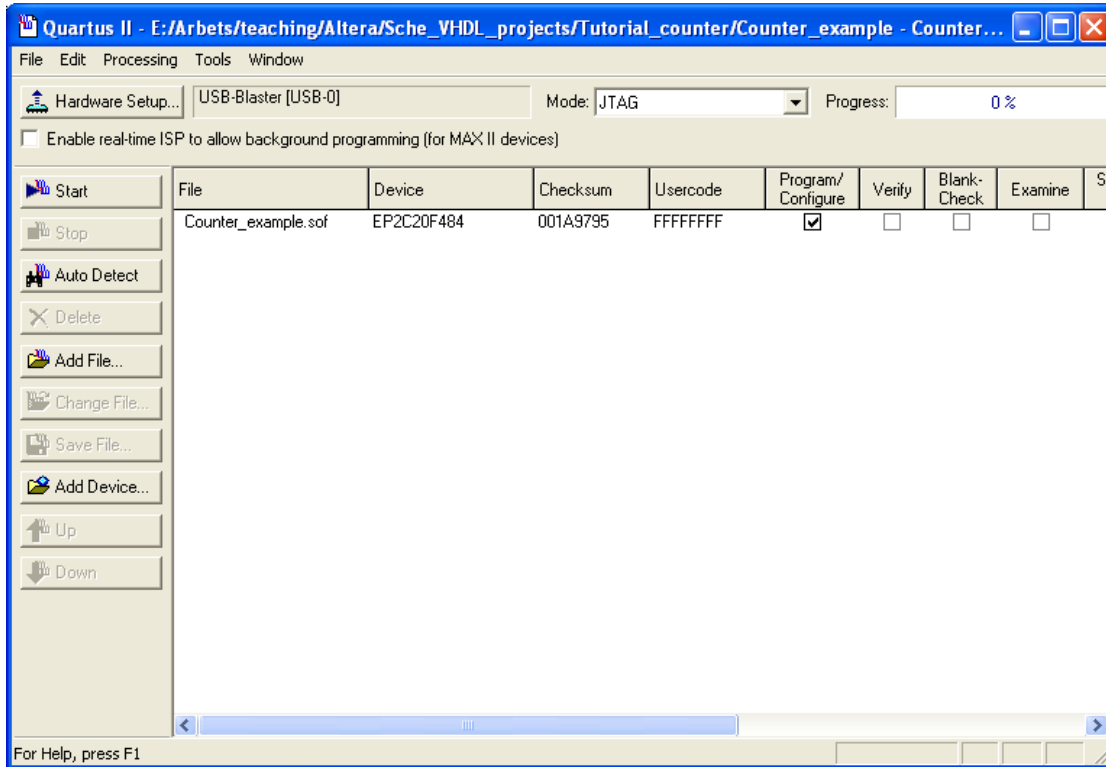 Quartus II - E:/Arbets/teaching/Altera/Sche_VHDL_projects/Tutorial_counter/Counter_example - Counter...
File Edit Processing Tools Window
Hardware Setup... USB-Blaster [USB-0] Mode: JTAG Progress: 0 %
Enable real-time ISP to allow background programming (for MAX II devices)
Start
Stop
Auto Detect
Delete
Add File...
Change File...
Save File...
Add Device...
Up
Down
File Device Checksum Usercode Program/ Configure Verify Blank- Check Examine S
Counter_example.sof EP2C20F484 001A9795 FFFFFFFF
For Help, press F1